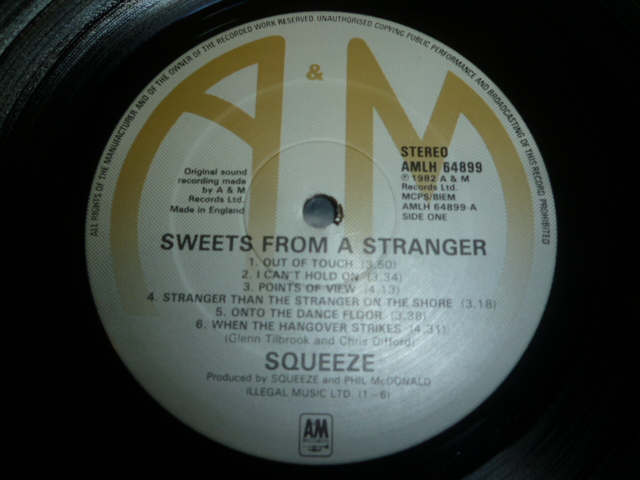 ALL RIGHTS OF THE MANUFACTURER AND OF THE OWNER OF THE RECORDED WORK RESERVED. UNAUTHORISED COPYING PUBLIC PERFORMANCE AND BROADCASTING OF THIS RECORD PROHIBITED
A & M
Original sound
recording made
by A & M
Records Ltd.
Made in England
STEREO
AMLH 64899
℗ 1982 A & M
Records Ltd.
MCPS/BIEM
AMLH 64899-A
SIDE ONE
SWEETS FROM A STRANGER
1. OUT OF TOUCH (3.50)
2. I CAN'T HOLD ON (3.34)
3. POINTS OF VIEW (4.13)
4. STRANGER THAN THE STRANGER ON THE SHORE (3.18)
5. ONTO THE DANCE FLOOR (3.38)
6. WHEN THE HANGOVER STRIKES (4.31)
(Glenn Tilbrook and Chris Difford)
SQUEEZE
Produced by SQUEEZE and PHIL McDONALD
ILLEGAL MUSIC LTD. (1-6)
AM
RECORDS